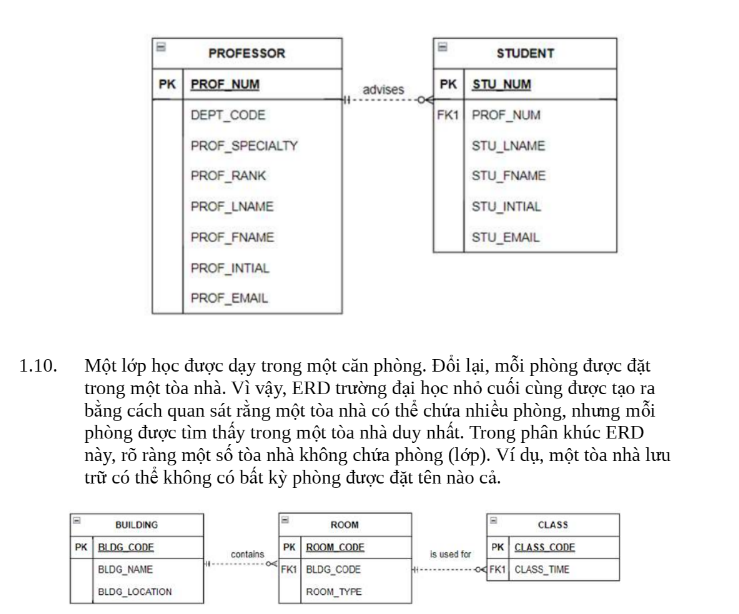 PROFESSOR
PK PROF_NUM
DEPT_CODE
PROF_SPECIALTY
PROF_RANK
PROF_LNAME
PROF_FNAME
PROF_INTIAL
PROF_EMAIL
advises
STUDENT
PK STU_NUM
FK1 PROF_NUM
STU_LNAME
STU_FNAME
STU_INTIAL
STU_EMAIL
1.10. Một lớp học được dạy trong một căn phòng. Đổi lại, mỗi phòng được đặt
trong một tòa nhà. Vì vậy, ERD trường đại học nhỏ cuối cùng được tạo ra
bằng cách quan sát rằng một tòa nhà có thể chứa nhiều phòng, nhưng mỗi
phòng được tìm thấy trong một tòa nhà duy nhất. Trong phân khúc ERD
này, rõ ràng một số tòa nhà không chứa phòng (lớp). Ví dụ, một tòa nhà lưu
trữ có thể không có bất kỳ phòng được đặt tên nào cả.
BUILDING
PK BLDG_CODE
BLDG_NAME
BLDG_LOCATION
contains
ROOM
PK ROOM_CODE
FK1 BLDG_CODE
ROOM_TYPE
is used for
CLASS
PK CLASS_CODE
FK1 CLASS_TIME